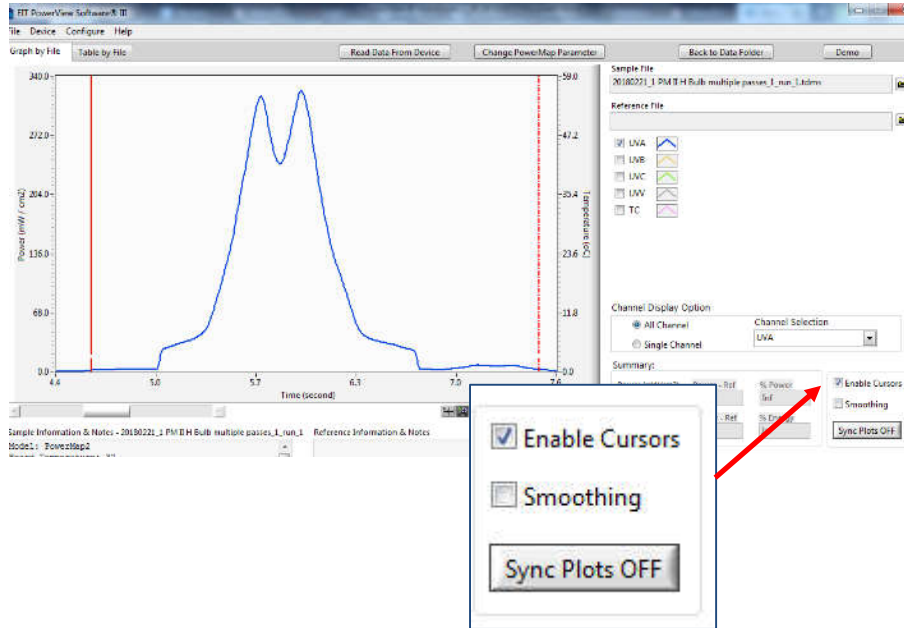 EIT PowerView Software® III
File Device Configure Help
Graph by File Table by File Read Data From Device Change PowerMap Parameter Back to Data Folder Demo
Sample File
20180221_1 PM II H Bulb multiple passes_1_run_1.tdms
Reference File
UVA
UVB
UVC
UVV
TC
340.0
272.0
204.0
136.0
68.0
0.0
Power (mW / cm2)
59.0
47.2
35.4
23.6
11.8
0.0
Temperature (oC)
4.4 5.0 5.7 6.3 7.0 7.6
Time (second)
Channel Display Option
All Channel
Single Channel
Channel Selection
UVA
Summary:
- Ref % Power
Inf
- Ref % Energy
Enable Cursors
Smoothing
Sync Plots OFF
Sample Information & Notes - 20180221_1 PM II H Bulb multiple passes_1_run_1 Reference Information & Notes
Model: PowerMap2
Enable Cursors
Smoothing
Sync Plots OFF